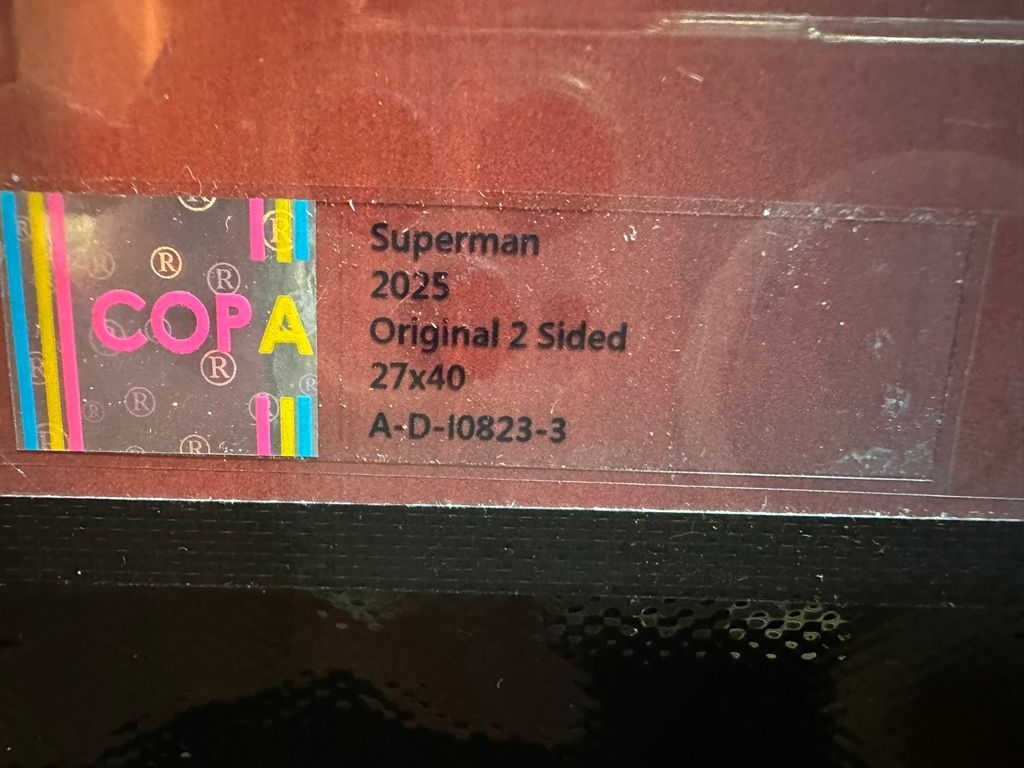 COPA
Superman
2025
Original 2 Sided
27x40
A-D-I0823-3